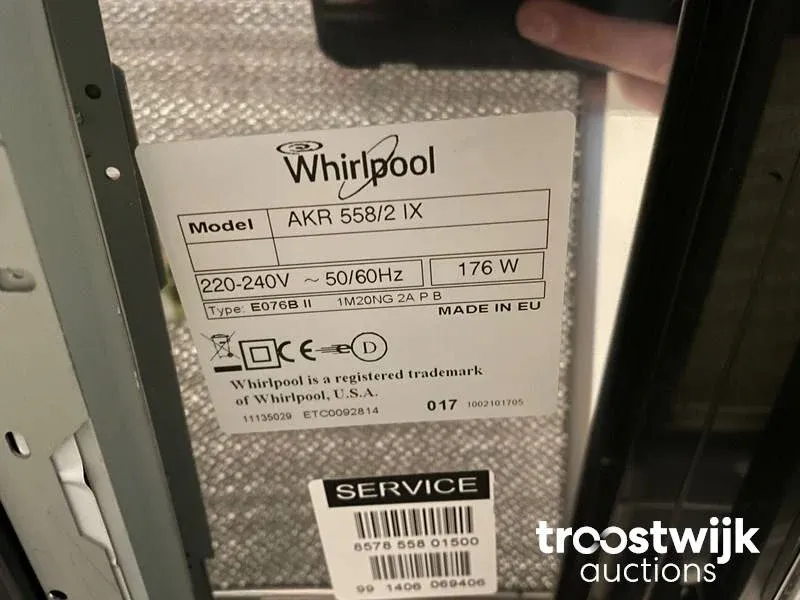 Whirlpool
Model AKR 558/2 IX
220-240V ~ 50/60Hz 176 W
Type: E076B II 1M20NG 2A P B
MADE IN EU
CE D
Whirlpool is a registered trademark
of Whirlpool, U.S.A.
11135029 ETC0092814 017 1002101705
SERVICE
8578 558 01500
99 1406 069406
troostwijk
auctions